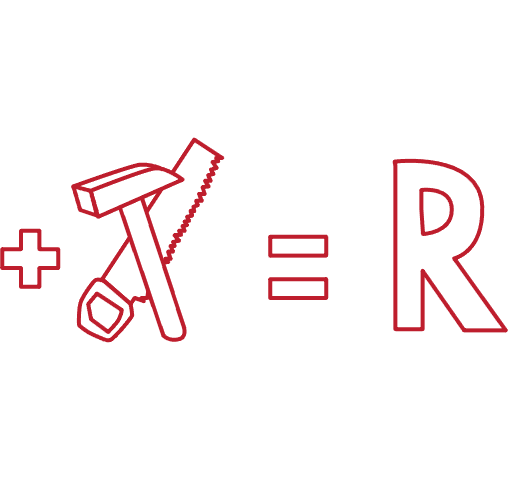 + = R